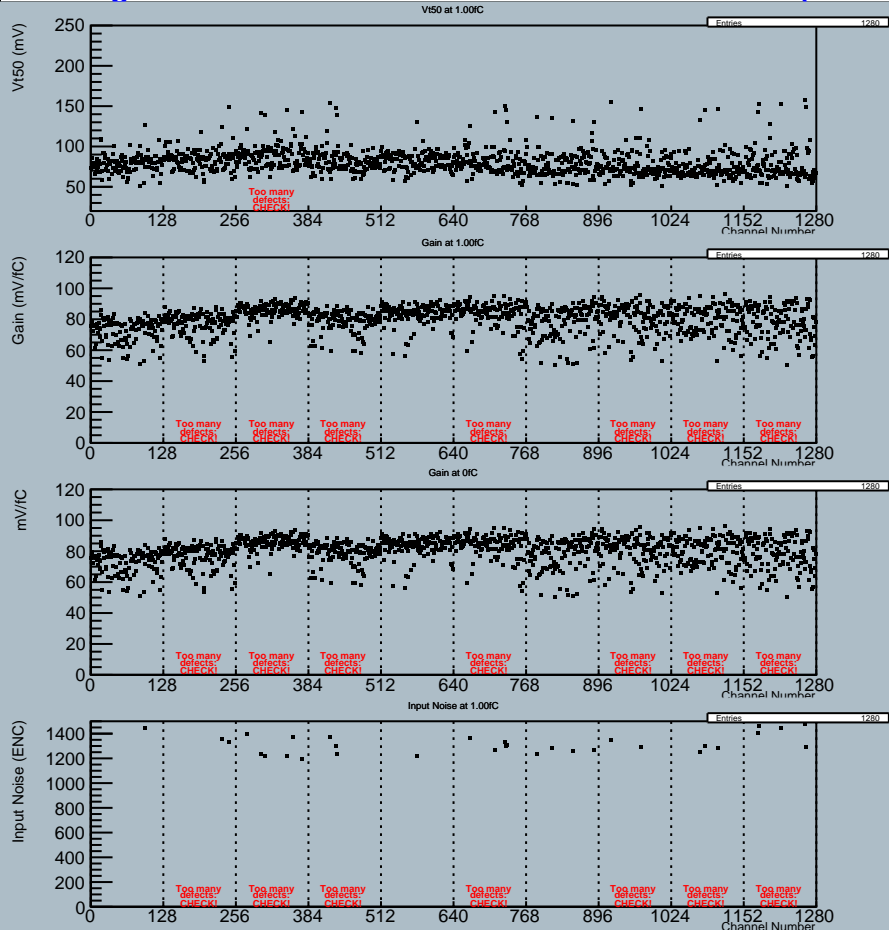 Vt50 at 1.00fC
Entries 1280
Vt50 (mV)
250
200
150
100
50
Too many
defects:
CHECK!
0 128 256 384 512 640 768 896 1024 1152 1280
Channel Number
Gain at 1.00fC
Entries 1280
Gain (mV/fC)
120
100
80
60
40
20
0
Too many Too many Too many Too many Too many Too many Too many
defects: defects: defects: defects: defects: defects: defects:
CHECK! CHECK! CHECK! CHECK! CHECK! CHECK! CHECK!
0 128 256 384 512 640 768 896 1024 1152 1280
Channel Number
Gain at 0fC
Entries 1280
mV/fC
120
100
80
60
40
20
0
Too many Too many Too many Too many Too many Too many Too many
defects: defects: defects: defects: defects: defects: defects:
CHECK! CHECK! CHECK! CHECK! CHECK! CHECK! CHECK!
0 128 256 384 512 640 768 896 1024 1152 1280
Channel Number
Input Noise at 1.00fC
Entries 1280
Input Noise (ENC)
1400
1200
1000
800
600
400
200
0
Too many Too many Too many Too many Too many Too many Too many
defects: defects: defects: defects: defects: defects: defects:
CHECK! CHECK! CHECK! CHECK! CHECK! CHECK! CHECK!
0 128 256 384 512 640 768 896 1024 1152 1280
Channel Number